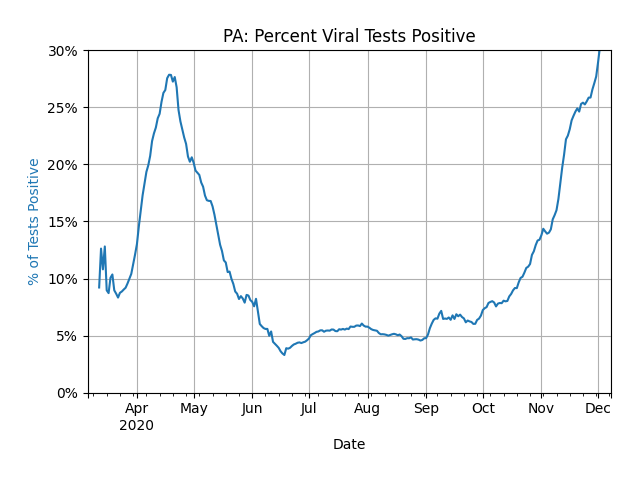 PA: Percent Viral Tests Positive
30%
25%
20%
15%
10%
5%
0%
% of Tests Positive
Apr May Jun Jul Aug Sep Oct Nov Dec
2020
Date